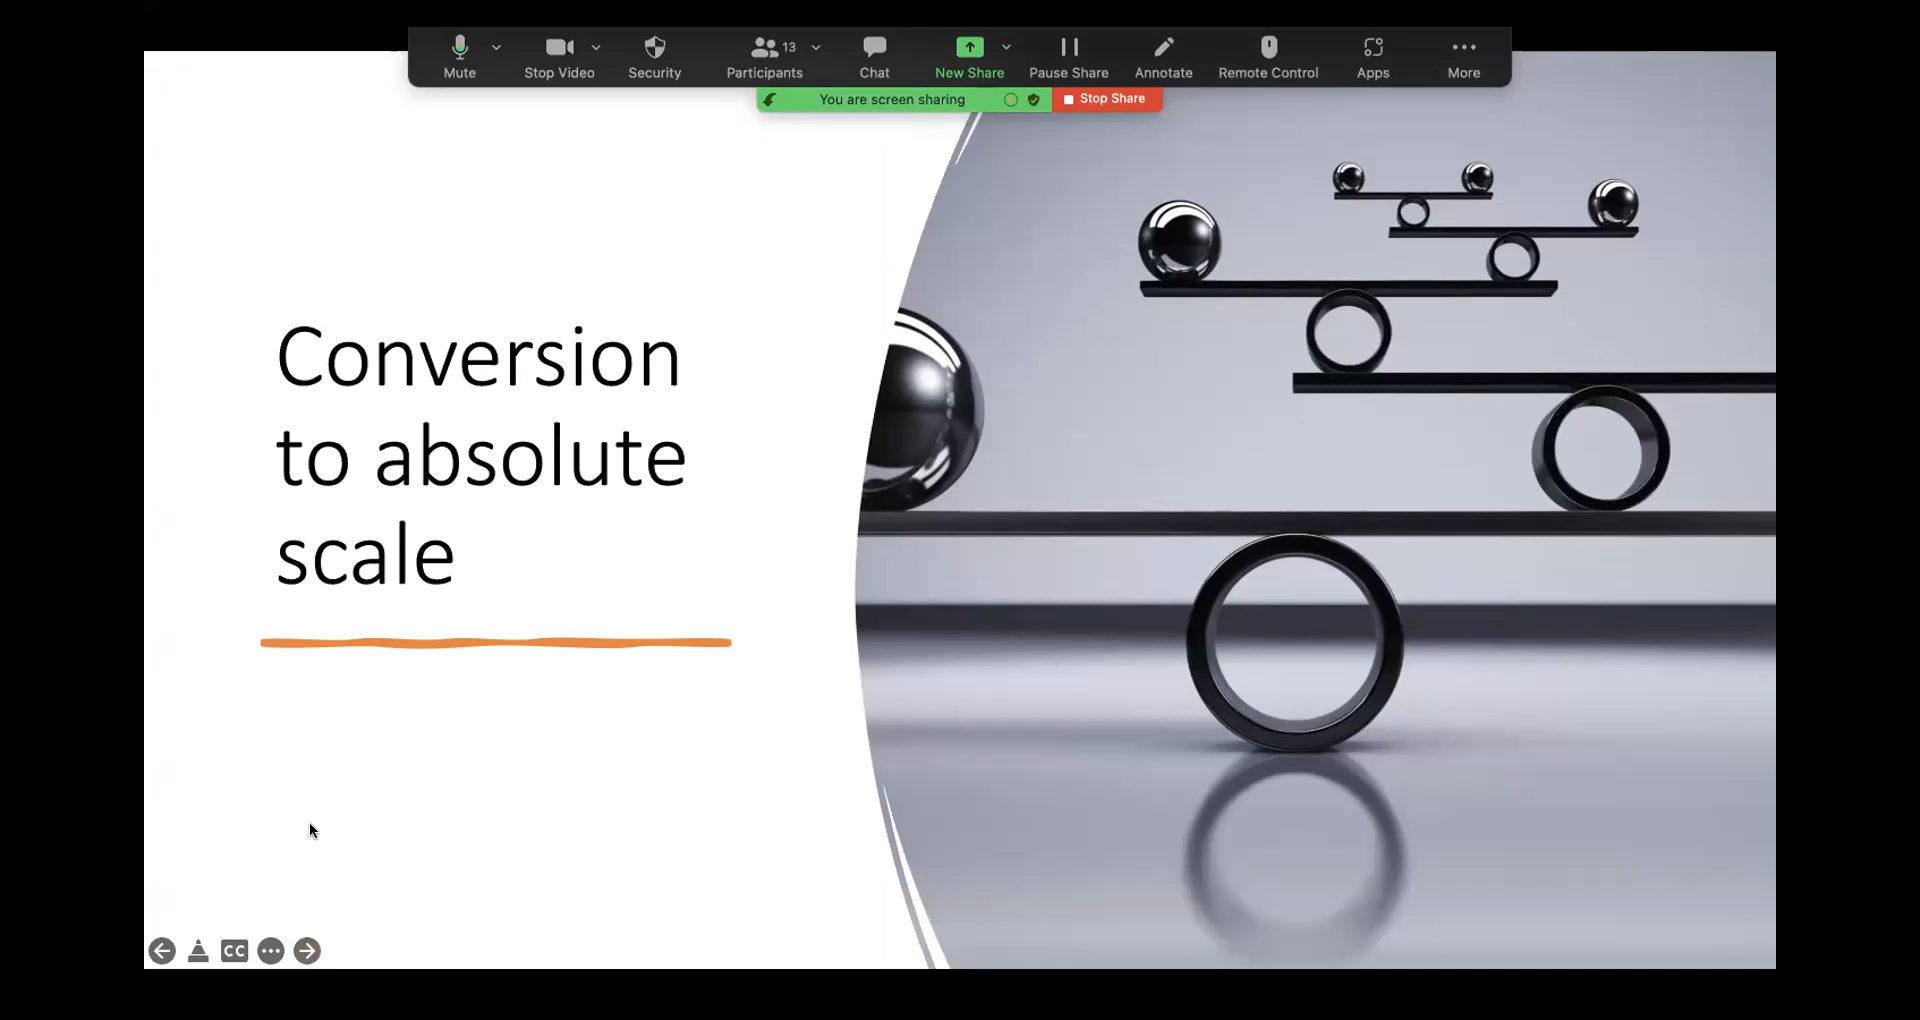 Mute
Stop Video
Security
13
Participants
Chat
New Share
Pause Share
Annotate
Remote Control
Apps
More
You are screen sharing
Stop Share
Conversion
to absolute
scale
CC